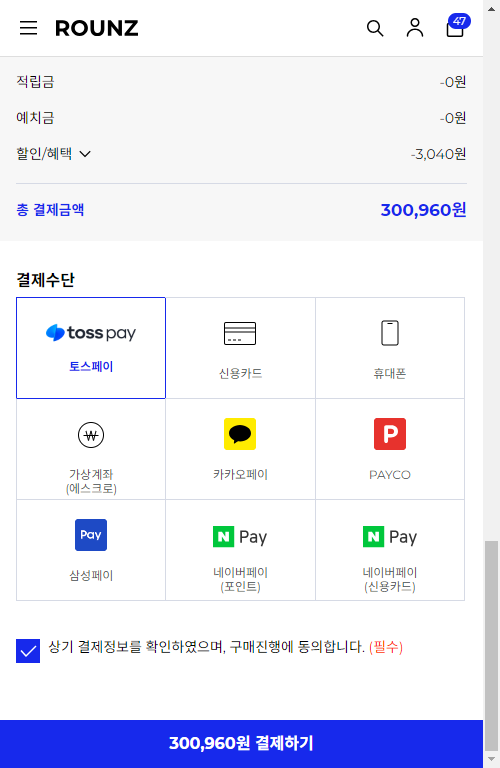 ROUNZ
47
적립금
-0원
예치금
-0원
할인/혜택
-3,040원
총 결제금액
300,960원
결제수단
toss pay
토스페이
신용카드
휴대폰
가상계좌
(에스크로)
카카오페이
P
PAYCO
Pay
삼성페이
N Pay
네이버페이
(포인트)
N Pay
네이버페이
(신용카드)
상기 결제정보를 확인하였으며, 구매진행에 동의합니다. (필수)
300,960원 결제하기